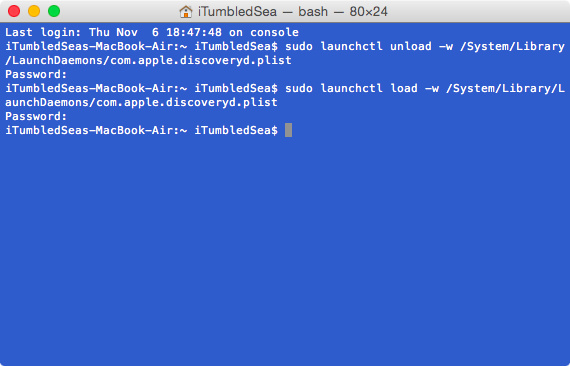 iTumbledSea — bash — 80×24
Last login: Thu Nov  6 18:47:48 on console
iTumbledSeas-MacBook-Air:~ iTumbledSea$ sudo launchctl unload -w /System/Library
/LaunchDaemons/com.apple.discoveryd.plist
Password:
iTumbledSeas-MacBook-Air:~ iTumbledSea$ sudo launchctl load -w /System/Library/L
aunchDaemons/com.apple.discoveryd.plist
Password:
iTumbledSeas-MacBook-Air:~ iTumbledSea$